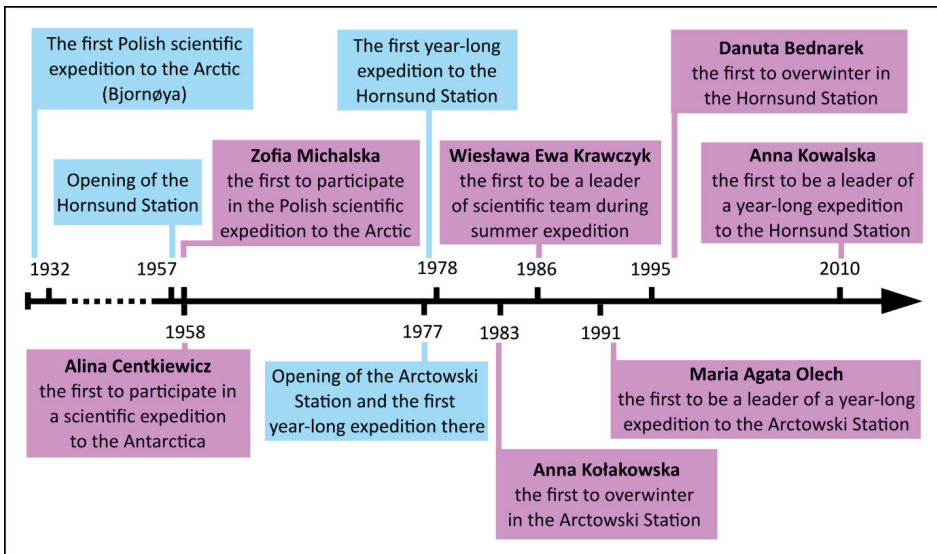 The first Polish scientific
expedition to the Arctic
(Bjornøya)
The first year-long
expedition to the
Hornsund Station
Danuta Bednarek
the first to overwinter in
the Hornsund Station
Opening of the
Hornsund Station
Zofia Michalska
the first to participate
in the Polish scientific
expedition to the Arctic
Wiesława Ewa Krawczyk
the first to be a leader
of scientific team during
summer expedition
Anna Kowalska
the first to be a leader of
a year-long expedition
to the Hornsund Station
1932 1957 1978 1986 1995 2010
1958 1977 1983 1991
Alina Centkiewicz
the first to participate in
a scientific expedition
to the Antarctica
Opening of the Arctowski
Station and the first
year-long expedition there
Maria Agata Olech
the first to be a leader of a year-long
expedition to the Arctowski Station
Anna Kołakowska
the first to overwinter
in the Arctowski Station